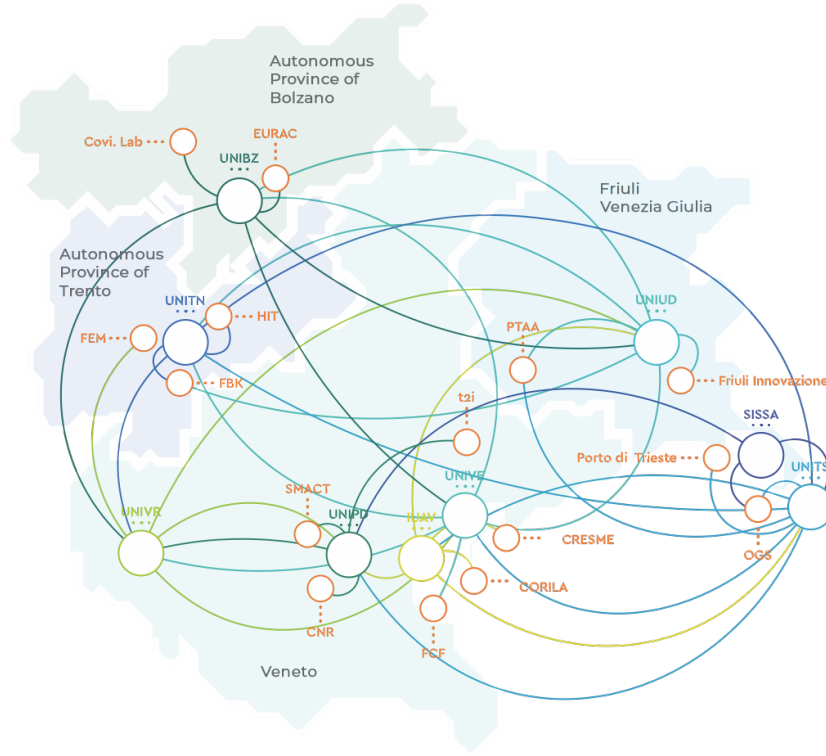 Autonomous
Province of
Bolzano
Covi. Lab
EURAC
UNIBZ
Friuli
Venezia Giulia
Autonomous
Province of
Trento
UNITN
HIT
UNIUD
PTAA
FEM
FBK
Friuli Innovazione
t2i
SISSA
Porto di Trieste
UNITS
UNIVE
SMACT
UNIVR
UNIPD
IUAV
CRESME
OGS
CORILA
CNR
FCF
Veneto